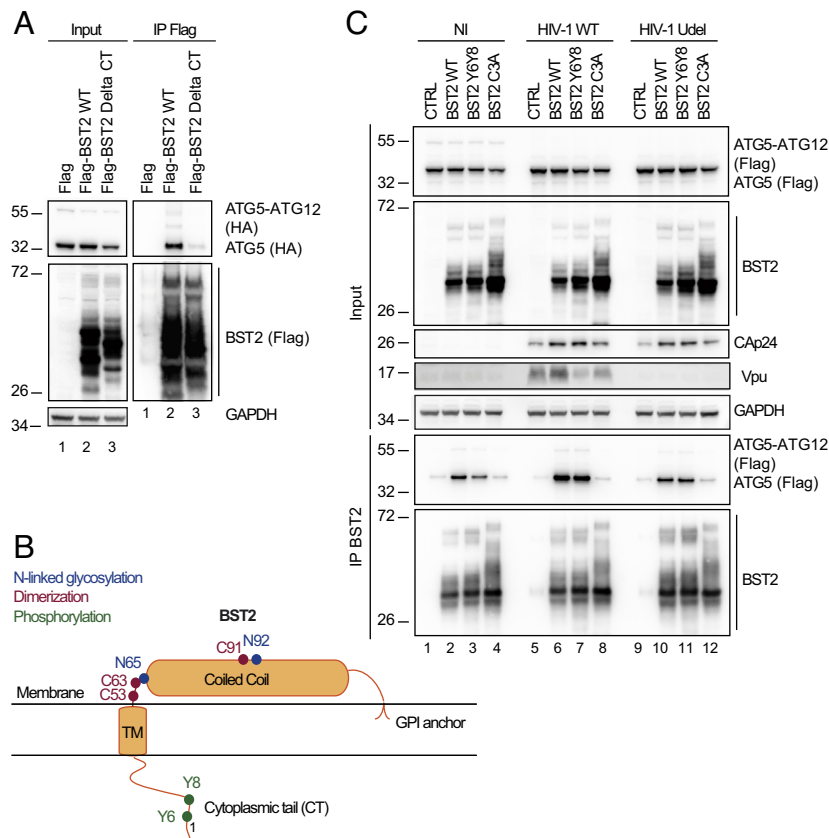 A
Input
IP Flag
Flag
Flag-BST2 WT
Flag-BST2 Delta CT
Flag
Flag-BST2 WT
Flag-BST2 Delta CT
55
32
ATG5-ATG12
(HA)
ATG5 (HA)
72
26
BST2 (Flag)
34
GAPDH
1 2 3
1 2 3
B
N-linked glycosylation
Dimerization
Phosphorylation
BST2
C91
N92
N65
C63
C53
Coiled Coil
Membrane
TM
GPI anchor
Y8
Y6
1
Cytoplasmic tail (CT)
C
NI
HIV-1 WT
HIV-1 Udel
CTRL
BST2 WT
BST2 Y6Y8
BST2 C3A
CTRL
BST2 WT
BST2 Y6Y8
BST2 C3A
CTRL
BST2 WT
BST2 Y6Y8
BST2 C3A
Input
55
32
ATG5-ATG12
(Flag)
ATG5 (Flag)
72
26
BST2
26
CAp24
17
Vpu
34
GAPDH
IP BST2
55
32
ATG5-ATG12
(Flag)
ATG5 (Flag)
72
26
BST2
1 2 3 4 5 6 7 8 9 10 11 12